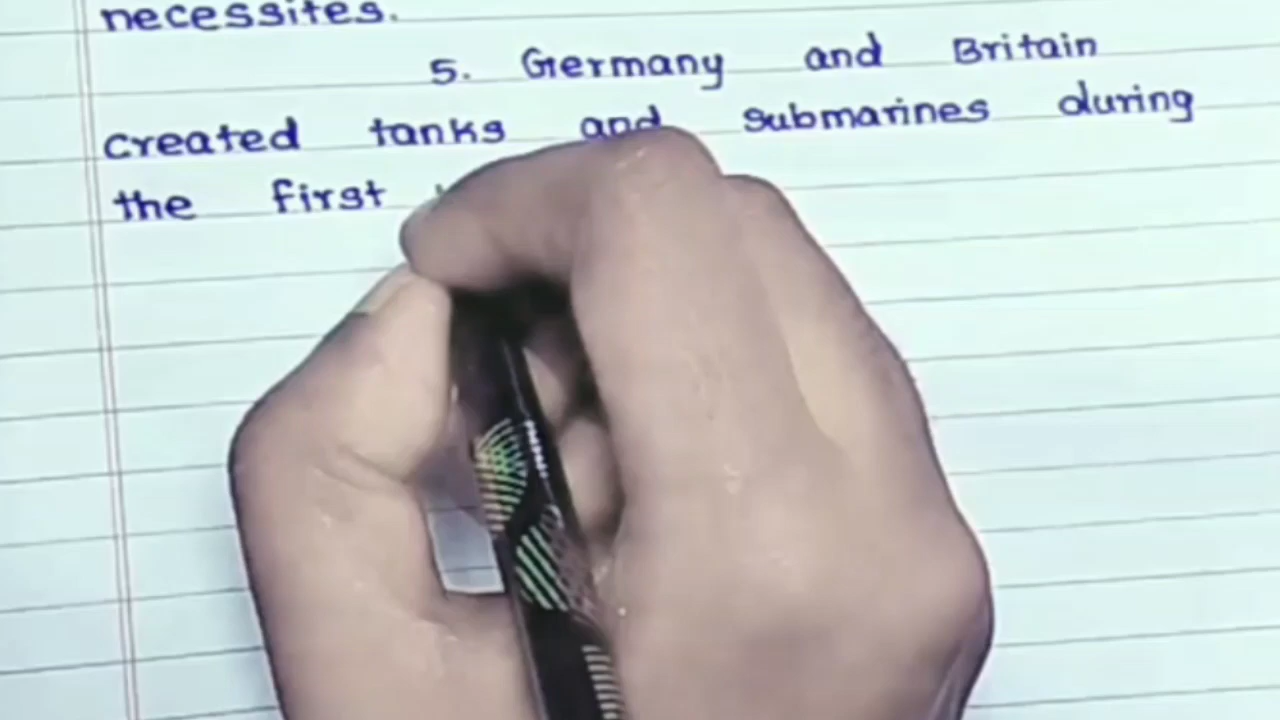 necessites.
5. Germany and Britain
created tanks and submarines during
the first